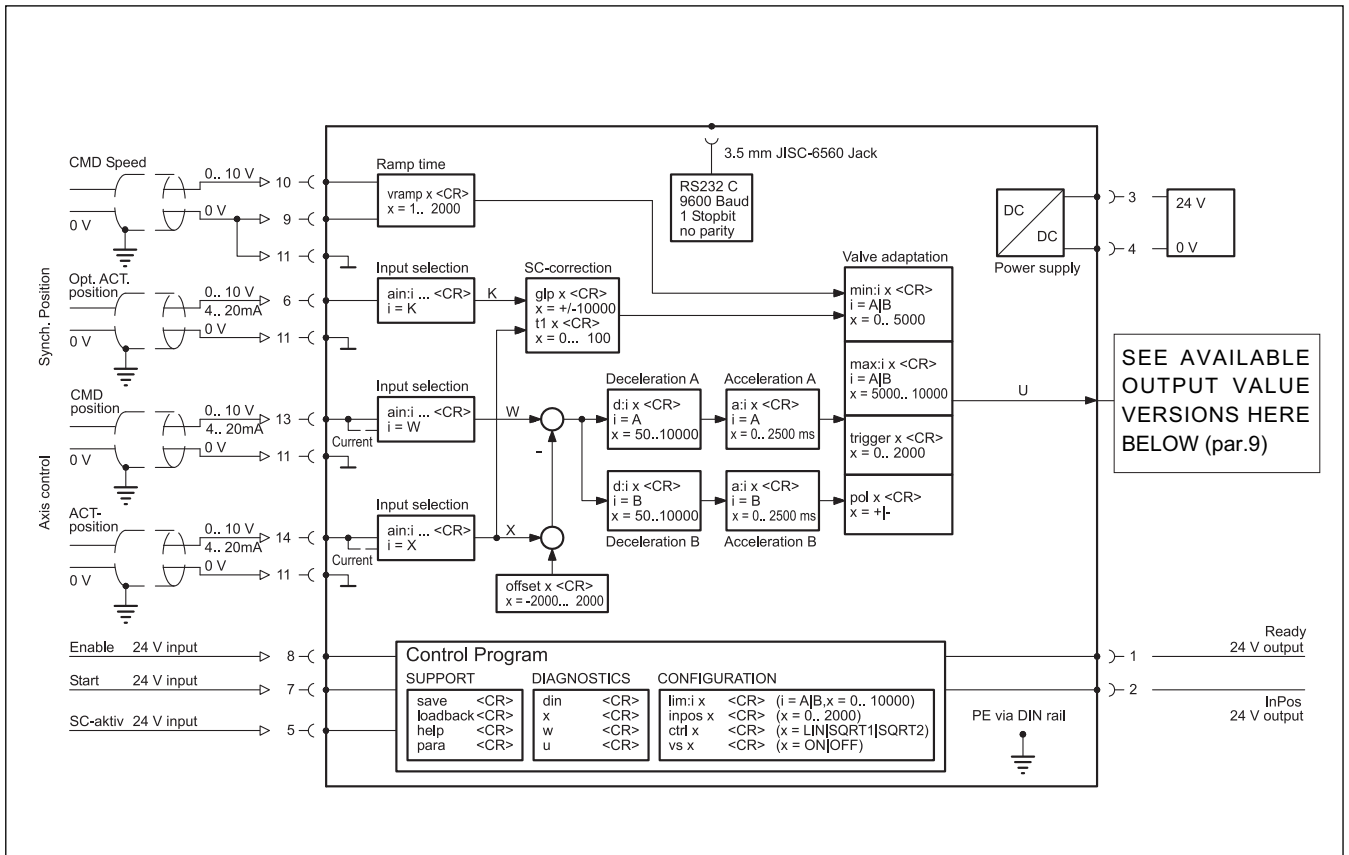 3.5 mm JISC-6560 Jack
RS232 C
9600 Baud
1 Stopbit
no parity
CMD Speed
0.. 10 V
10
0 V
0 V
9
11
Ramp time
vramp x <CR>
x = 1.. 2000
DC
DC
Power supply
3
24 V
4
0 V
Synch. Position
Opt. ACT.
position
0.. 10 V
4.. 20mA
6
0 V
0 V
11
Input selection
ain:i ... <CR>
i = K
K
SC-correction
glp x <CR>
x = +/-10000
t1 x <CR>
x = 0... 100
Valve adaptation
min:i x <CR>
i = A|B
x = 0.. 5000
max:i x <CR>
i = A|B
x = 5000.. 10000
trigger x <CR>
x = 0.. 2000
pol x <CR>
x = +|-
U
SEE AVAILABLE
OUTPUT VALUE
VERSIONS HERE
BELOW (par.9)
Axis control
CMD
position
0.. 10 V
4.. 20mA
13
Current
0 V
0 V
11
Input selection
ain:i ... <CR>
i = W
W
-
Deceleration A
d:i x <CR>
i = A
x = 50..10000
Acceleration A
a:i x <CR>
i = A
x = 0.. 2500 ms
d:i x <CR>
i = B
x = 50..10000
Deceleration B
a:i x <CR>
i = B
x = 0.. 2500 ms
Acceleration B
ACT-
position
0.. 10 V
4.. 20mA
14
Current
0 V
0 V
11
Input selection
ain:i ... <CR>
i = X
X
offset x <CR>
x = -2000... 2000
Enable 24 V input
8
Start 24 V input
7
SC-aktiv 24 V input
5
Control Program
SUPPORT
save <CR>
loadback <CR>
help <CR>
para <CR>
DIAGNOSTICS
din <CR>
x <CR>
w <CR>
u <CR>
CONFIGURATION
lim:i x <CR> (i = A|B,x = 0.. 10000)
inpos x <CR> (x = 0.. 2000)
ctrl x <CR> (x = LIN|SQRT1|SQRT2)
vs x <CR> (x = ON|OFF)
PE via DIN rail
1
Ready
24 V output
2
InPos
24 V output